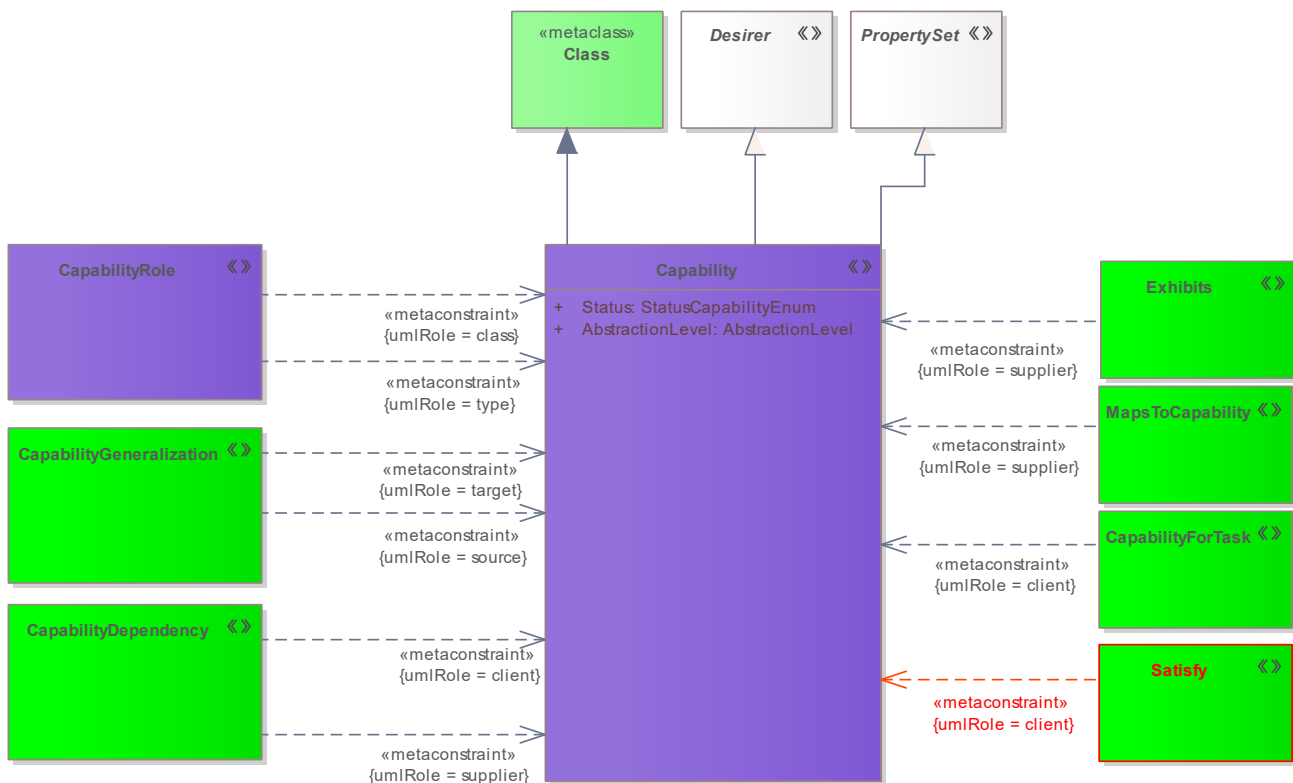 «metaclass»
Class
Desirer
PropertySet
CapabilityRole
«metaconstraint»
{umlRole = class}
«metaconstraint»
{umlRole = type}
CapabilityGeneralization
«metaconstraint»
{umlRole = target}
«metaconstraint»
{umlRole = source}
CapabilityDependency
«metaconstraint»
{umlRole = client}
«metaconstraint»
{umlRole = supplier}
Capability
+ Status: StatusCapabilityEnum
+ AbstractionLevel: AbstractionLevel
Exhibits
«metaconstraint»
{umlRole = supplier}
MapsToCapability
«metaconstraint»
{umlRole = supplier}
CapabilityForTask
«metaconstraint»
{umlRole = client}
Satisfy
«metaconstraint»
{umlRole = client}